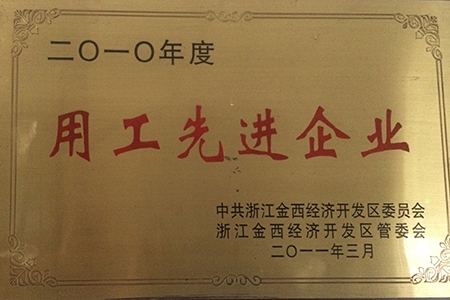 二〇一〇年度
用工先进企业
中共浙江金西经济开发区委员会
浙江金西经济开发区管委会
二〇一一年三月